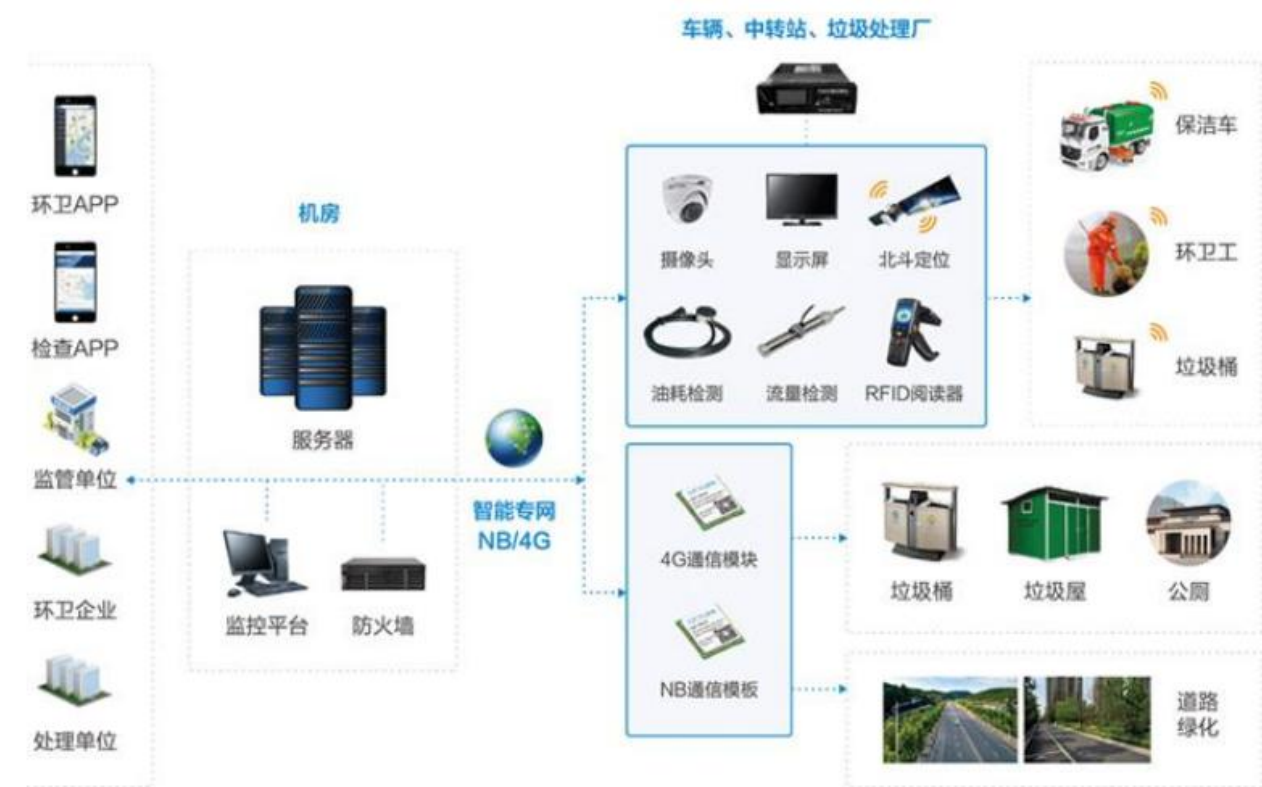 车辆、中转站、垃圾处理厂
环卫APP
检查APP
监管单位
环卫企业
处理单位
机房
服务器
监控平台
防火墙
智能专网
NB/4G
摄像头
显示屏
北斗定位
油耗检测
流量检测
RFID阅读器
4G通信模块
NB通信模板
保洁车
环卫工
垃圾桶
垃圾桶
垃圾屋
公厕
道路
绿化